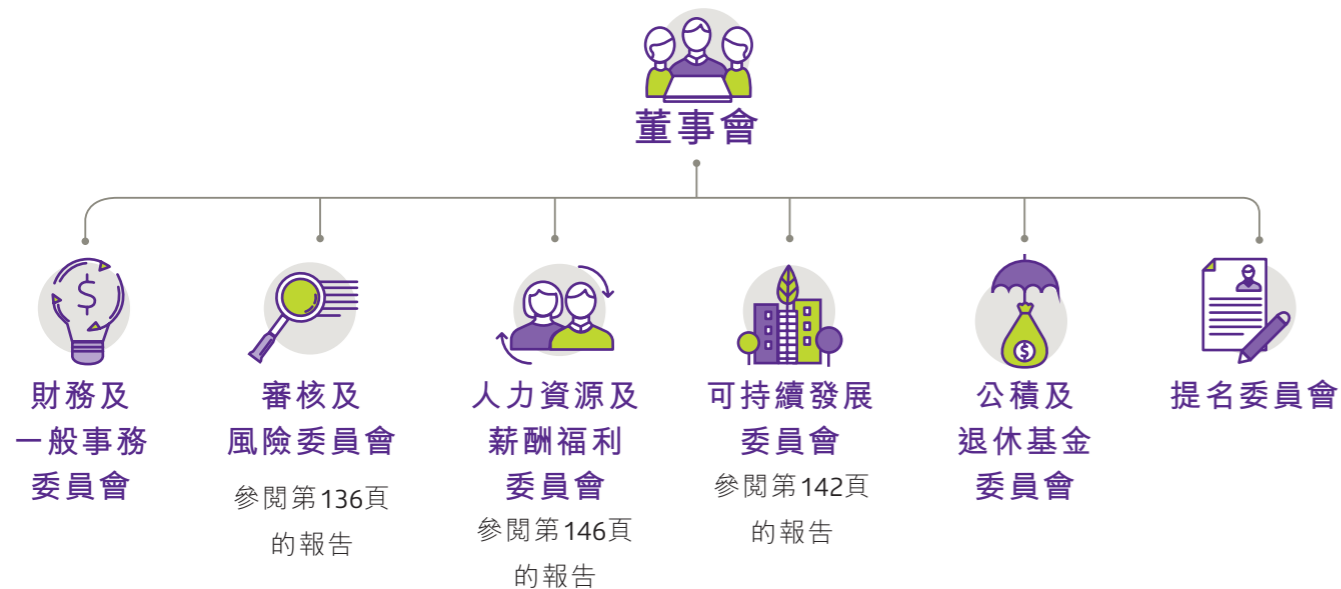 董事會
財務及
一般事務
委員會
審核及
風險委員會
參閱第136頁
的報告
人力資源及
薪酬福利
委員會
參閱第146頁
的報告
可持續發展
委員會
參閱第142頁
的報告
公積及
退休基金
委員會
提名委員會